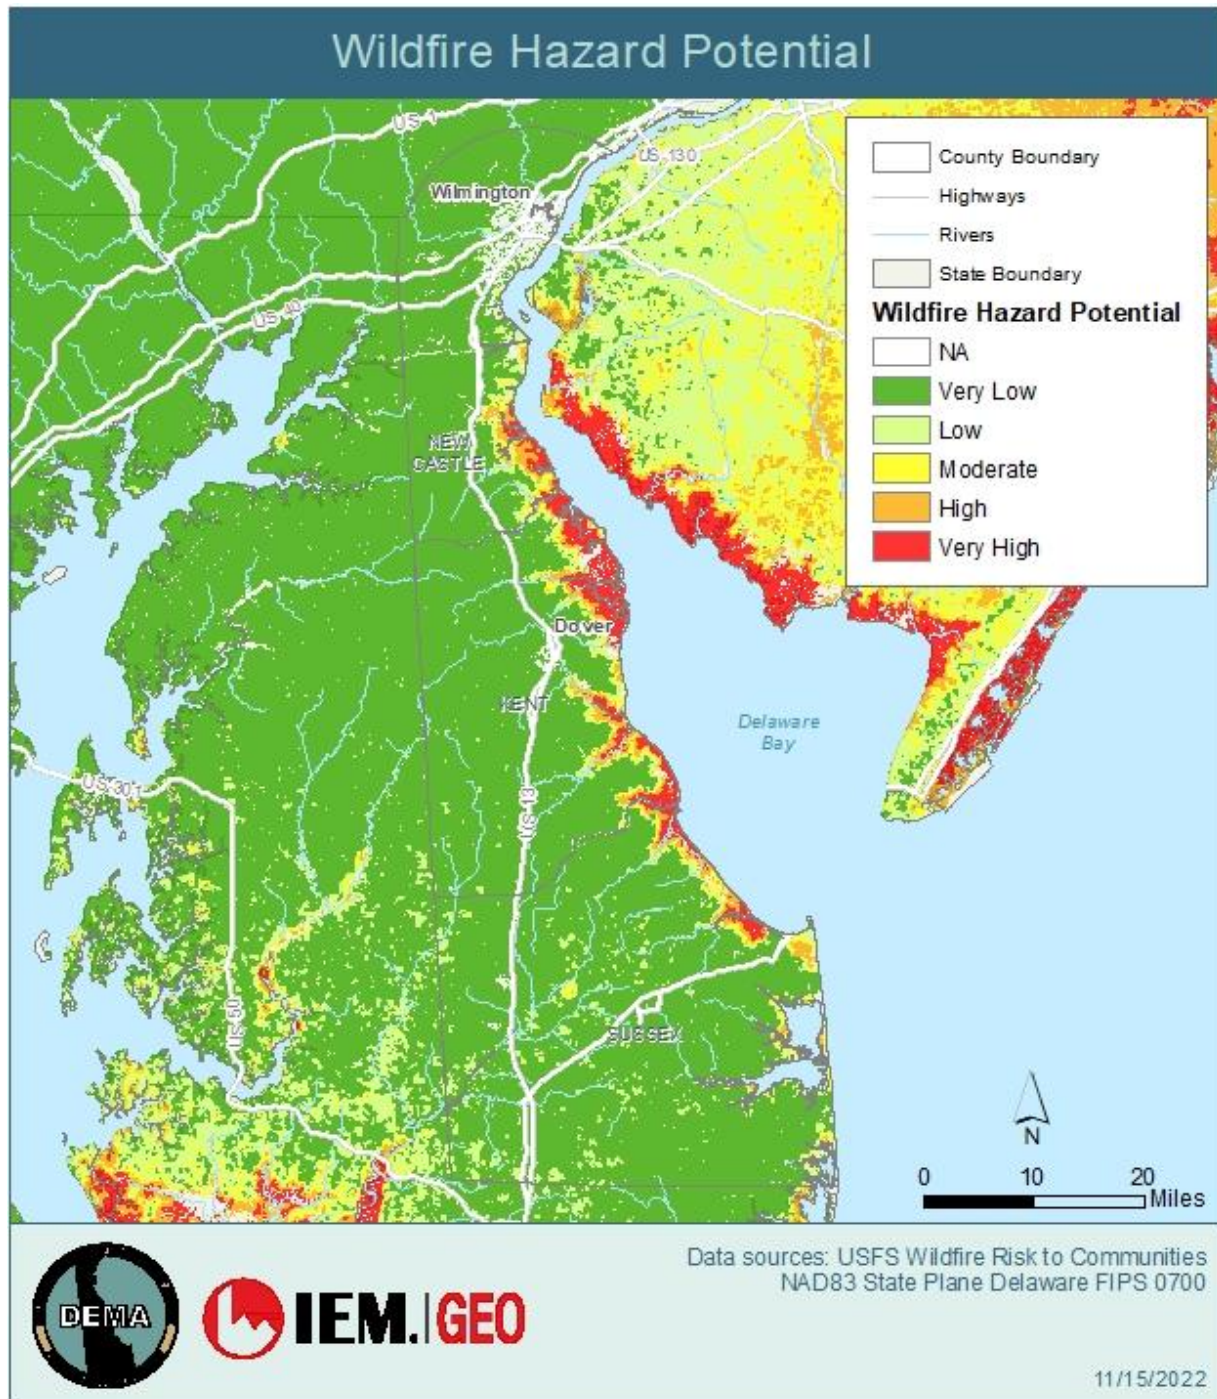 Wildfire Hazard Potential
US-1
US-130
Wilmington
US-40
NEW
CASTLE
Dover
KENT
Delaware
Bay
US-301
US-13
US-50
SUSSEX
County Boundary
Highways
Rivers
State Boundary
Wildfire Hazard Potential
NA
Very Low
Low
Moderate
High
Very High
N
0 10 20
Miles
DEMA
IEM.|GEO
Data sources: USFS Wildfire Risk to Communities
NAD83 State Plane Delaware FIPS 0700
11/15/2022